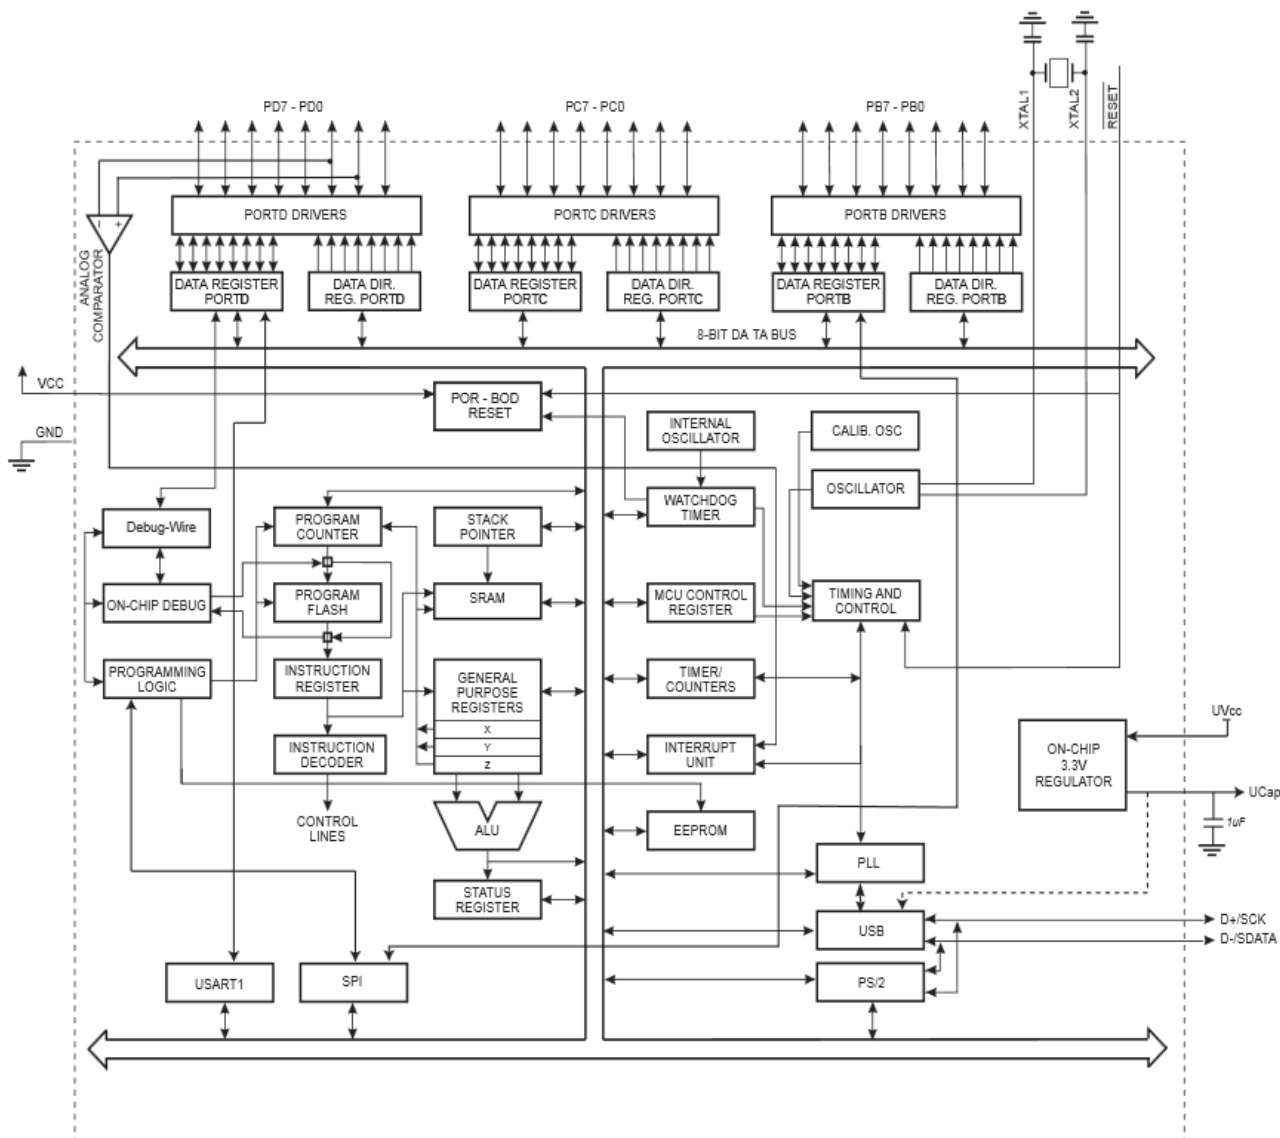 XTAL1
XTAL2
RESET
PD7 - PD0
PC7 - PC0
PB7 - PB0
PORTD DRIVERS
PORTC DRIVERS
PORTB DRIVERS
−
+
ANALOG
COMPARATOR
DATA REGISTER
PORTD
DATA DIR.
REG. PORTD
DATA REGISTER
PORTC
DATA DIR.
REG. PORTC
DATA REGISTER
PORTB
DATA DIR.
REG. PORTB
8-BIT DA TA BUS
VCC
GND
POR - BOD
RESET
INTERNAL
OSCILLATOR
CALIB. OSC
WATCHDOG
TIMER
OSCILLATOR
Debug-Wire
PROGRAM
COUNTER
STACK
POINTER
ON-CHIP DEBUG
PROGRAM
FLASH
SRAM
MCU CONTROL
REGISTER
TIMING AND
CONTROL
PROGRAMMING
LOGIC
INSTRUCTION
REGISTER
GENERAL
PURPOSE
REGISTERS
X
Y
Z
TIMER/
COUNTERS
INSTRUCTION
DECODER
INTERRUPT
UNIT
UVcc
ON-CHIP
3.3V
REGULATOR
UCap
1uF
CONTROL
LINES
ALU
EEPROM
PLL
STATUS
REGISTER
USB
D+/SCK
D-/SDATA
USART1
SPI
PS/2